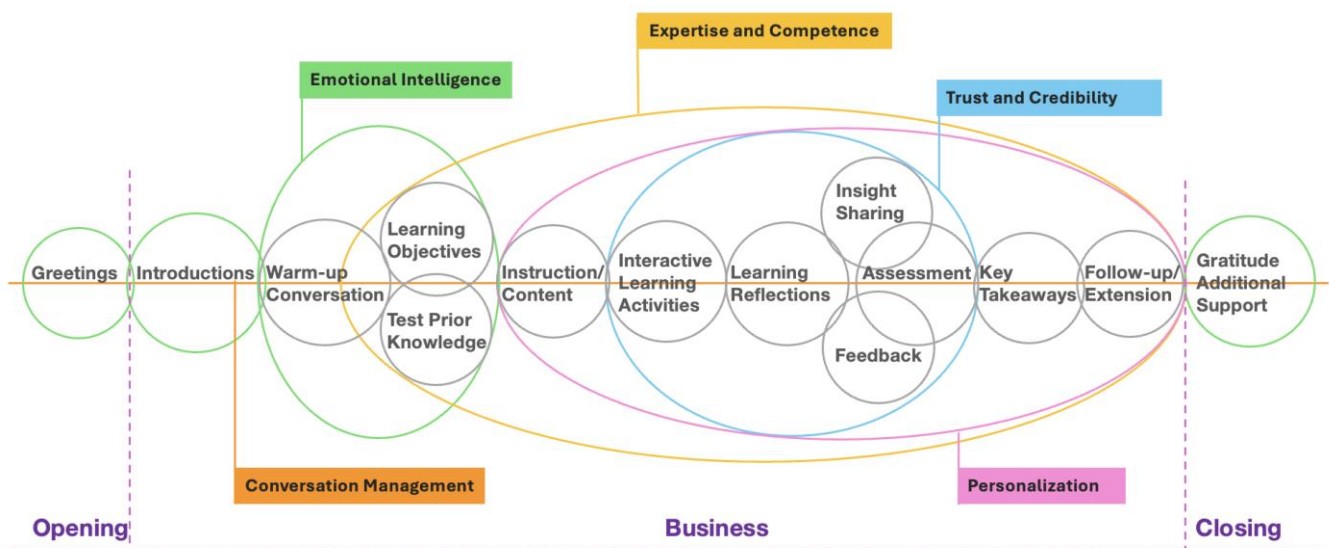 Expertise and Competence
Emotional Intelligence
Trust and Credibility
Greetings
Introductions
Warm-up
Conversation
Learning
Objectives
Test Prior
Knowledge
Instruction/
Content
Interactive
Learning
Activities
Learning
Reflections
Insight
Sharing
Assessment
Feedback
Key
Takeaways
Follow-up/
Extension
Gratitude
Additional
Support
Conversation Management
Personalization
Opening
Business
Closing